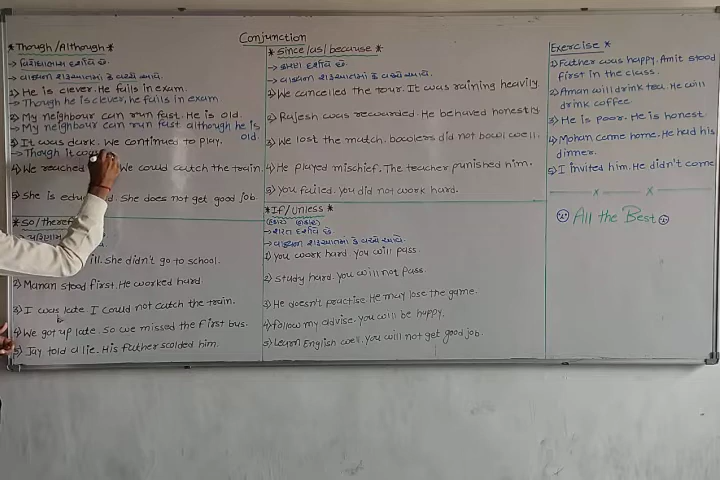 Conjunction
*Though/Although*
→ વિરોધાભાસ દર્શાવે છે.
→ વાક્યની શરૂઆતમાં કે વચ્ચે આવે.
1) He is clever. He fails in exam.
→ Though he is clever, he fails in exam
2) My neighbour can run fast. He is old.
→ My neighbour can run fast although he is old.
3) It was dark. We continued to play.
→ Though it was
4) We reached We could catch the train.
5) She is edu d. She does not get good job.
*So/theref
ill. She didn't go to school.
2) Manan stood first. He worked hard.
3) I was late. I could not catch the train.
4) We got up late. So we missed the first bus.
5) Jay told a lie. His father scolded him.
*since/as/because*
→ કારણ દર્શાવે છે.
→ વાક્યની શરૂઆતમાં કે વચ્ચે આવે.
1) We cancelled the tour. It was raining heavily
2) Rajesh was rewarded. He behaved honestly
3) We lost the match. bowolers did not bowl well.
4) He played mischief. The teacher punished him.
5) You failed. You did not work hard.
*If/Unless*
(હકાર) (નકાર)
→ શરત દર્શાવે છે.
→ વાક્યની શરૂઆતમાં કે વચ્ચે આવે.
1) You work hard. you will pass.
2) Study hard. You will not pass.
3) He doesn't practise. He may lose the game.
4) follow my advise. you will be happy.
5) learn English well. You will not get good job.
Exercise *
1) Father was happy. Amit stood
first in the class.
2) Aman will drink tea. He will
drink coffee.
3) He is poor. He is honest
4) Mohan came home. He had his
dinner.
5) I invited him. He didn't come
All the Best